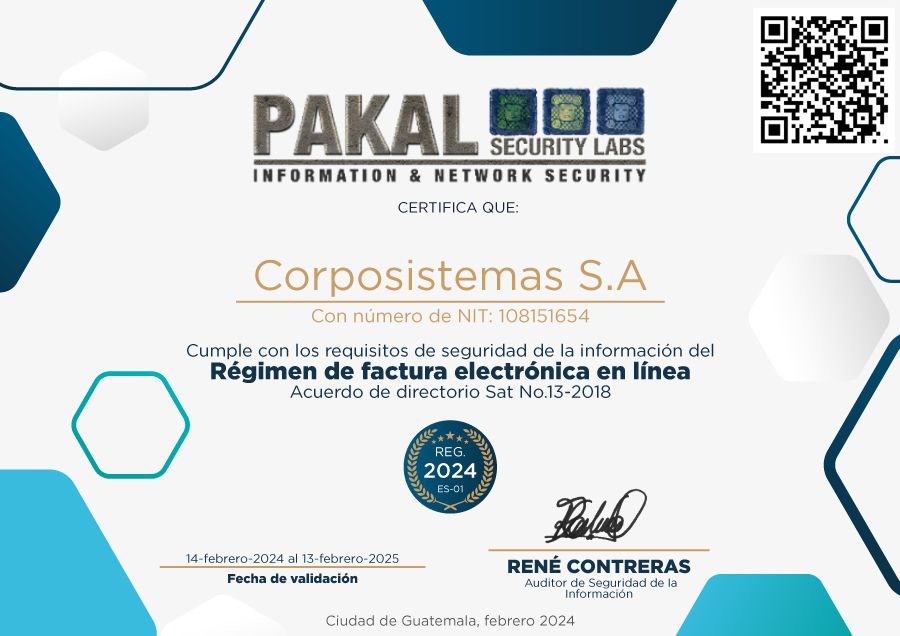 PAKAL
SECURITY LABS
INFORMATION & NETWORK SECURITY
CERTIFICA QUE:
Corposistemas S.A
Con número de NIT: 108151654
Cumple con los requisitos de seguridad de la información del
Régimen de factura electrónica en línea
Acuerdo de directorio Sat No.13-2018
REG.
2024
ES-01
14-febrero-2024 al 13-febrero-2025
Fecha de validación
RENÉ CONTRERAS
Auditor de Seguridad de la
Información
Ciudad de Guatemala, febrero 2024